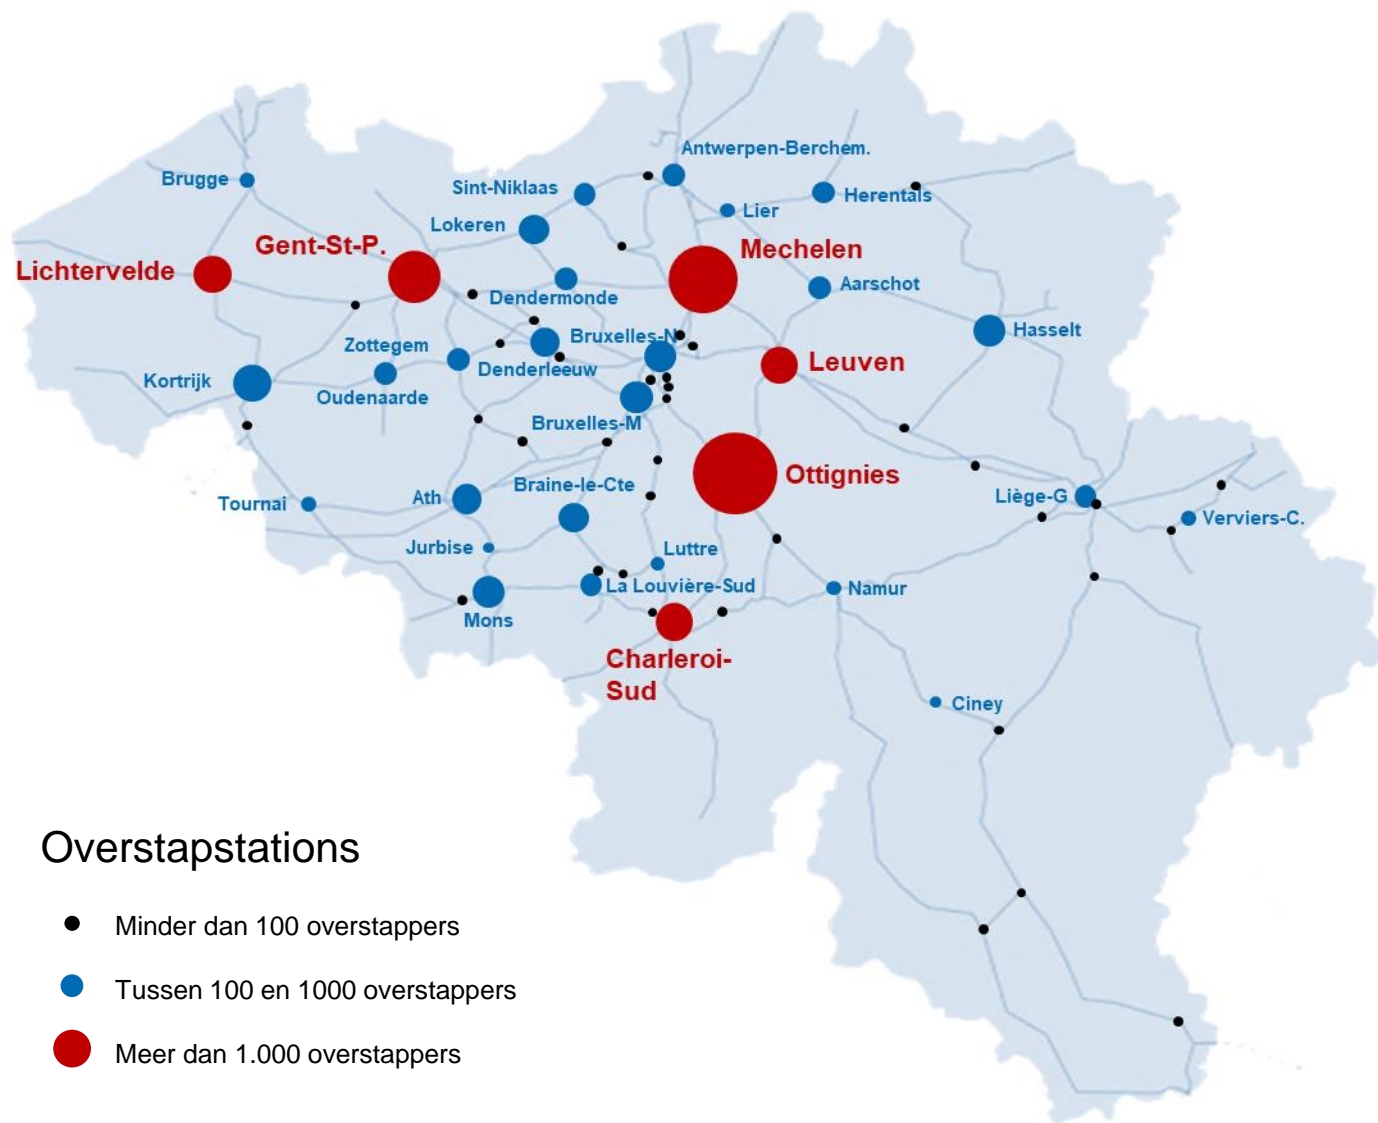 Antwerpen-Berchem.
Brugge
Sint-Niklaas
Herentals
Lier
Lokeren
Gent-St-P.
Mechelen
Lichtervelde
Aarschot
Dendermonde
Hasselt
Bruxelles-N
Zottegem
Leuven
Denderleeuw
Kortrijk
Oudenaarde
Bruxelles-M
Ottignies
Braine-le-Cte
Ath
Liège-G
Tournai
Verviers-C.
Jurbise
Luttre
La Louvière-Sud
Namur
Mons
Charleroi-
Sud
Ciney
Overstapstations
Minder dan 100 overstappers
Tussen 100 en 1000 overstappers
Meer dan 1.000 overstappers